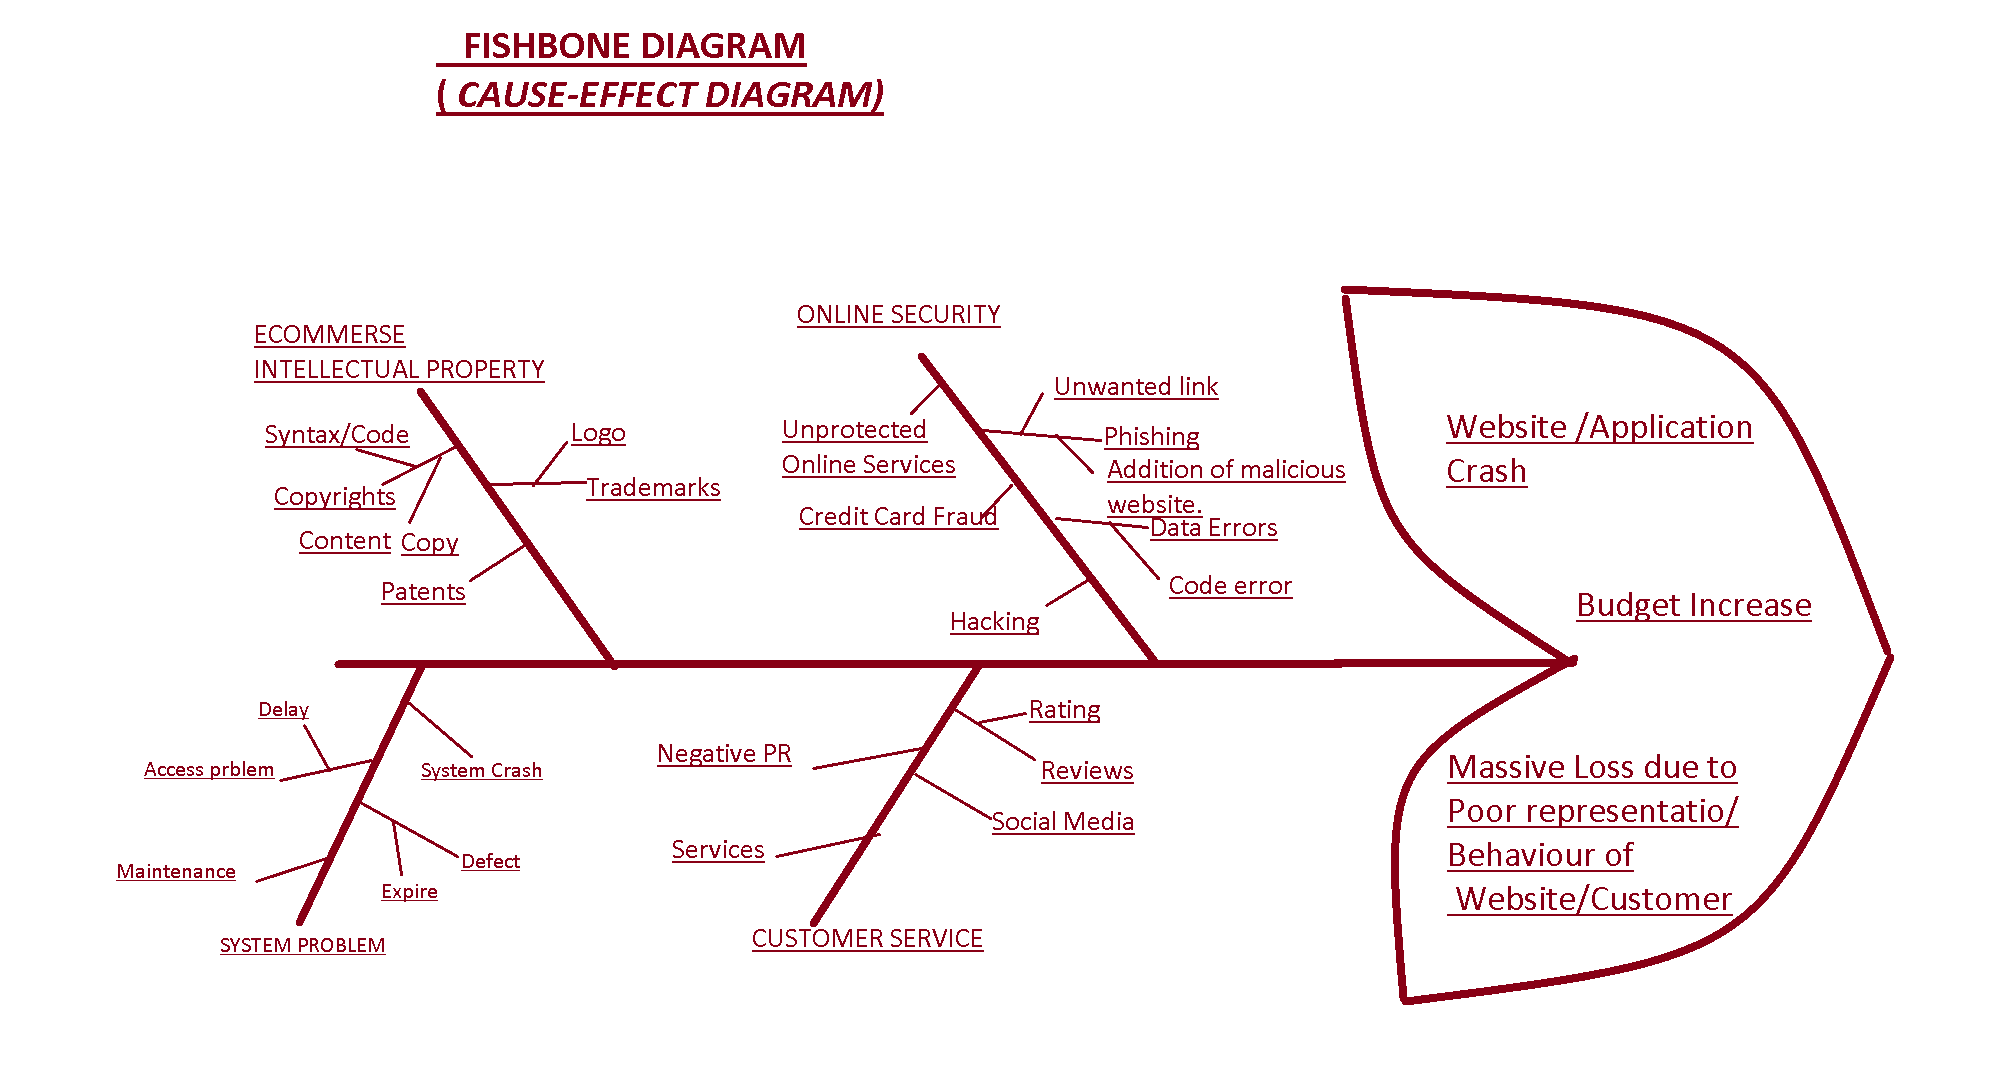 FISHBONE DIAGRAM
( CAUSE-EFFECT DIAGRAM)
ECOMMERSE
INTELLECTUAL PROPERTY
Syntax/Code
Logo
Copyrights
Trademarks
Content Copy
Patents
ONLINE SECURITY
Unwanted link
Unprotected
Online Services
Phishing
Addition of malicious
website.
Credit Card Fraud
Data Errors
Code error
Hacking
Website /Application
Crash
Budget Increase
Massive Loss due to
Poor representatio/
Behaviour of
Website/Customer
Delay
Access prblem
System Crash
Maintenance
Defect
Expire
SYSTEM PROBLEM
Rating
Negative PR
Reviews
Social Media
Services
CUSTOMER SERVICE